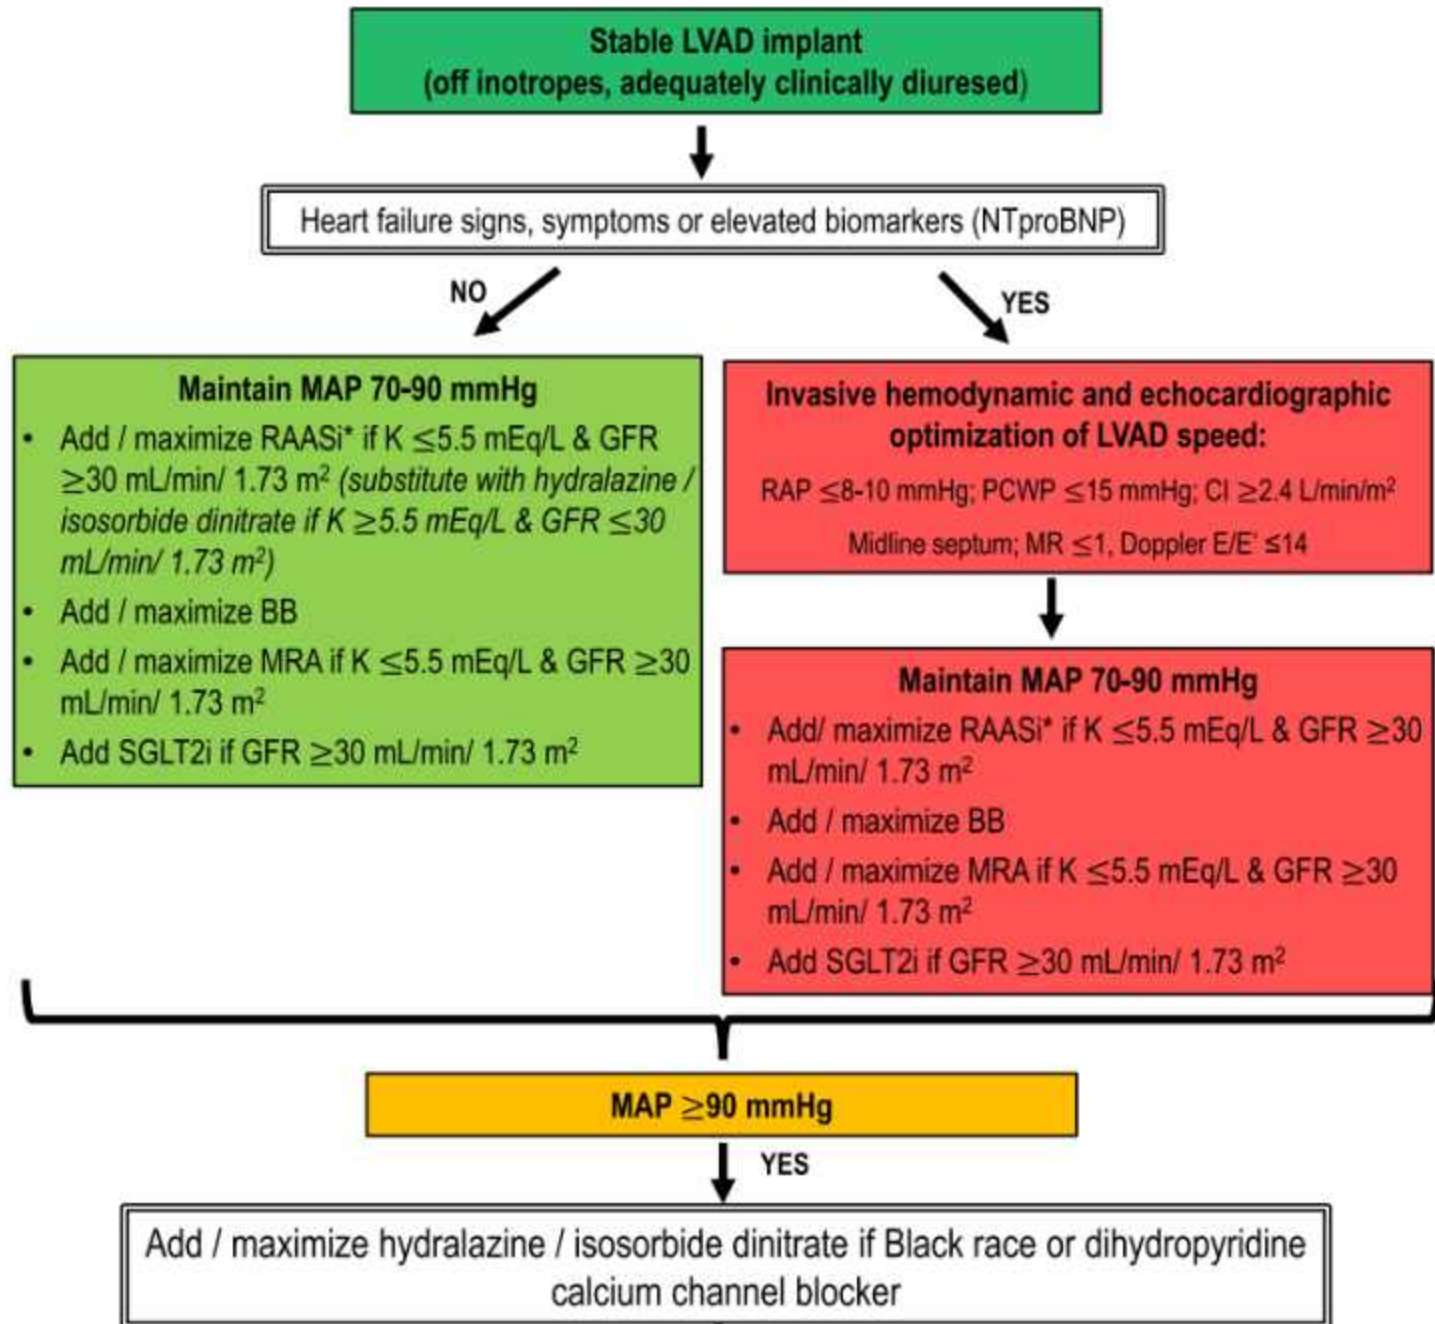 Stable LVAD implant
(off inotropes, adequately clinically diuresed)
Heart failure signs, symptoms or elevated biomarkers (NTproBNP)
NO
YES
Maintain MAP 70-90 mmHg
• Add / maximize RAASi* if K ≤5.5 mEq/L & GFR
≥30 mL/min/ 1.73 m² (substitute with hydralazine /
isosorbide dinitrate if K ≥5.5 mEq/L & GFR ≤30
mL/min/ 1.73 m²)
• Add / maximize BB
• Add / maximize MRA if K ≤5.5 mEq/L & GFR ≥30
mL/min/ 1.73 m²
• Add SGLT2i if GFR ≥30 mL/min/ 1.73 m²
Invasive hemodynamic and echocardiographic
optimization of LVAD speed:
RAP ≤8-10 mmHg; PCWP ≤15 mmHg; CI ≥2.4 L/min/m²
Midline septum; MR ≤1, Doppler E/E' ≤14
Maintain MAP 70-90 mmHg
• Add/ maximize RAASi* if K ≤5.5 mEq/L & GFR ≥30
mL/min/ 1.73 m²
• Add / maximize BB
• Add / maximize MRA if K ≤5.5 mEq/L & GFR ≥30
mL/min/ 1.73 m²
• Add SGLT2i if GFR ≥30 mL/min/ 1.73 m²
MAP ≥90 mmHg
YES
Add / maximize hydralazine / isosorbide dinitrate if Black race or dihydropyridine
calcium channel blocker